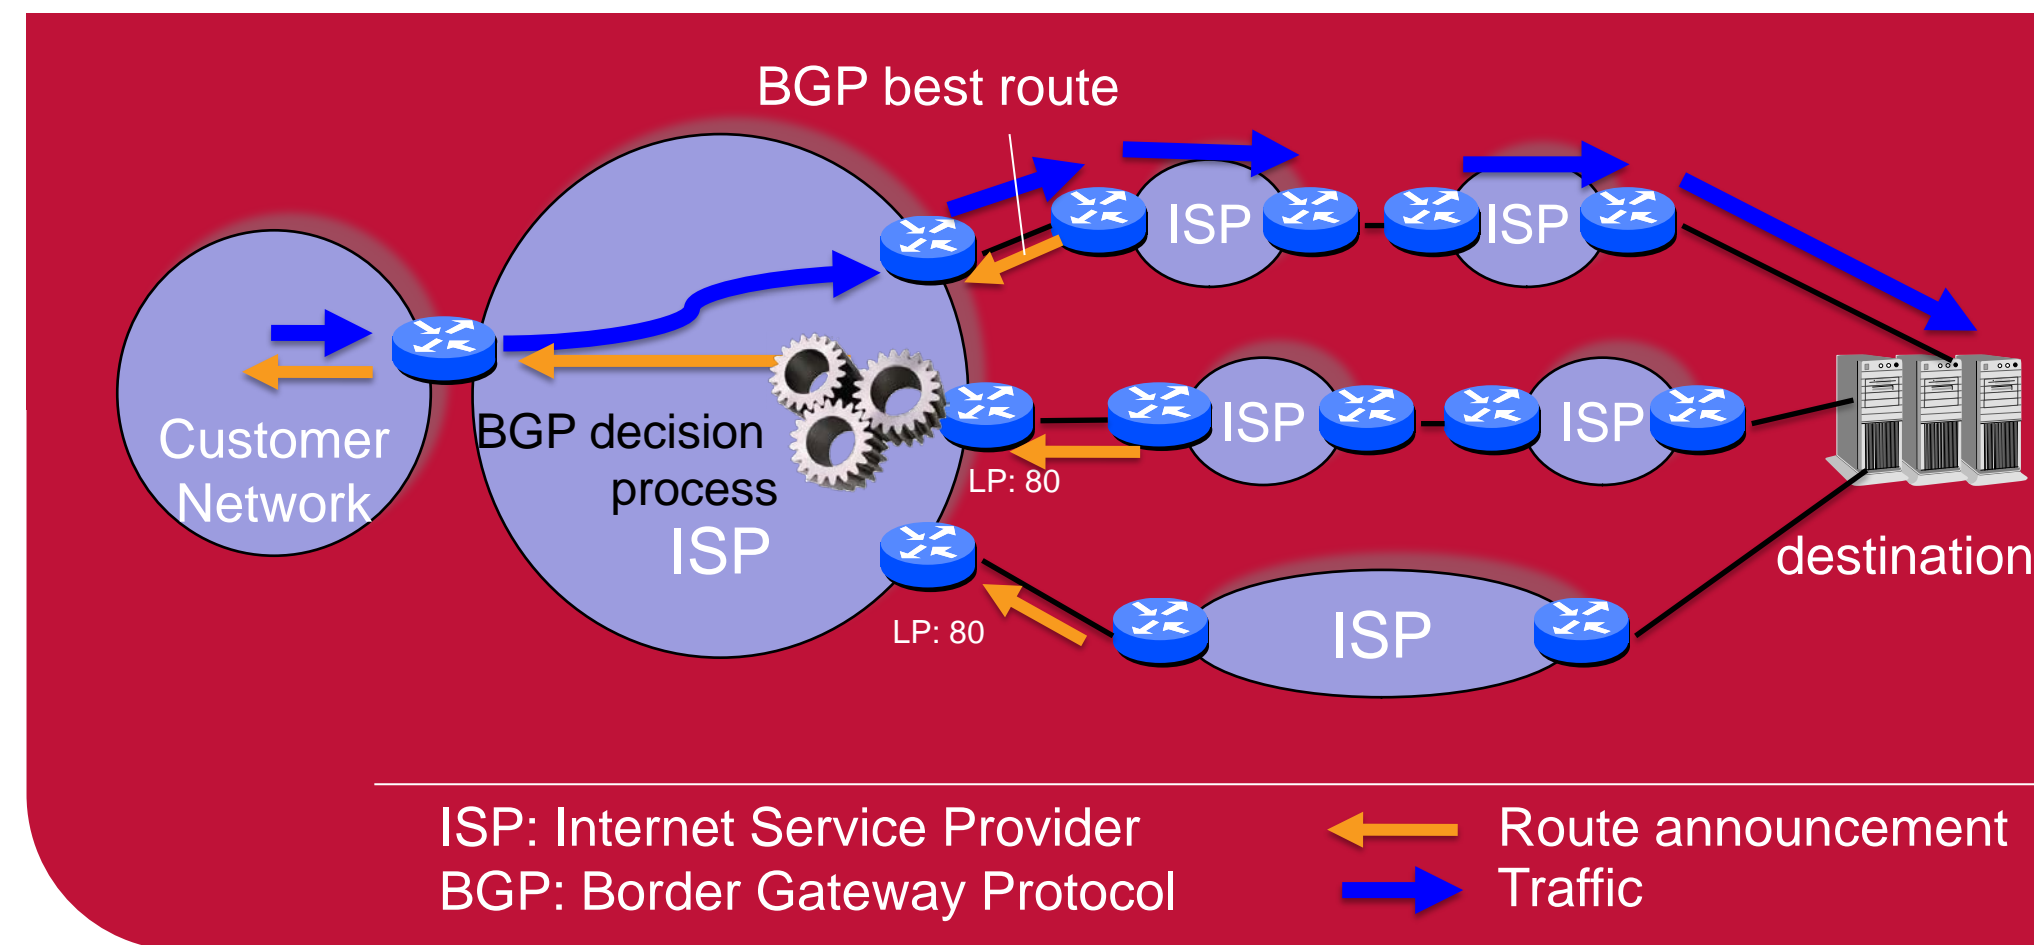 BGP best route
ISP
ISP
Customer
Network
BGP decision
process
ISP
ISP
ISP
LP: 80
destination
LP: 80
ISP
ISP: Internet Service Provider
BGP: Border Gateway Protocol
Route announcement
Traffic